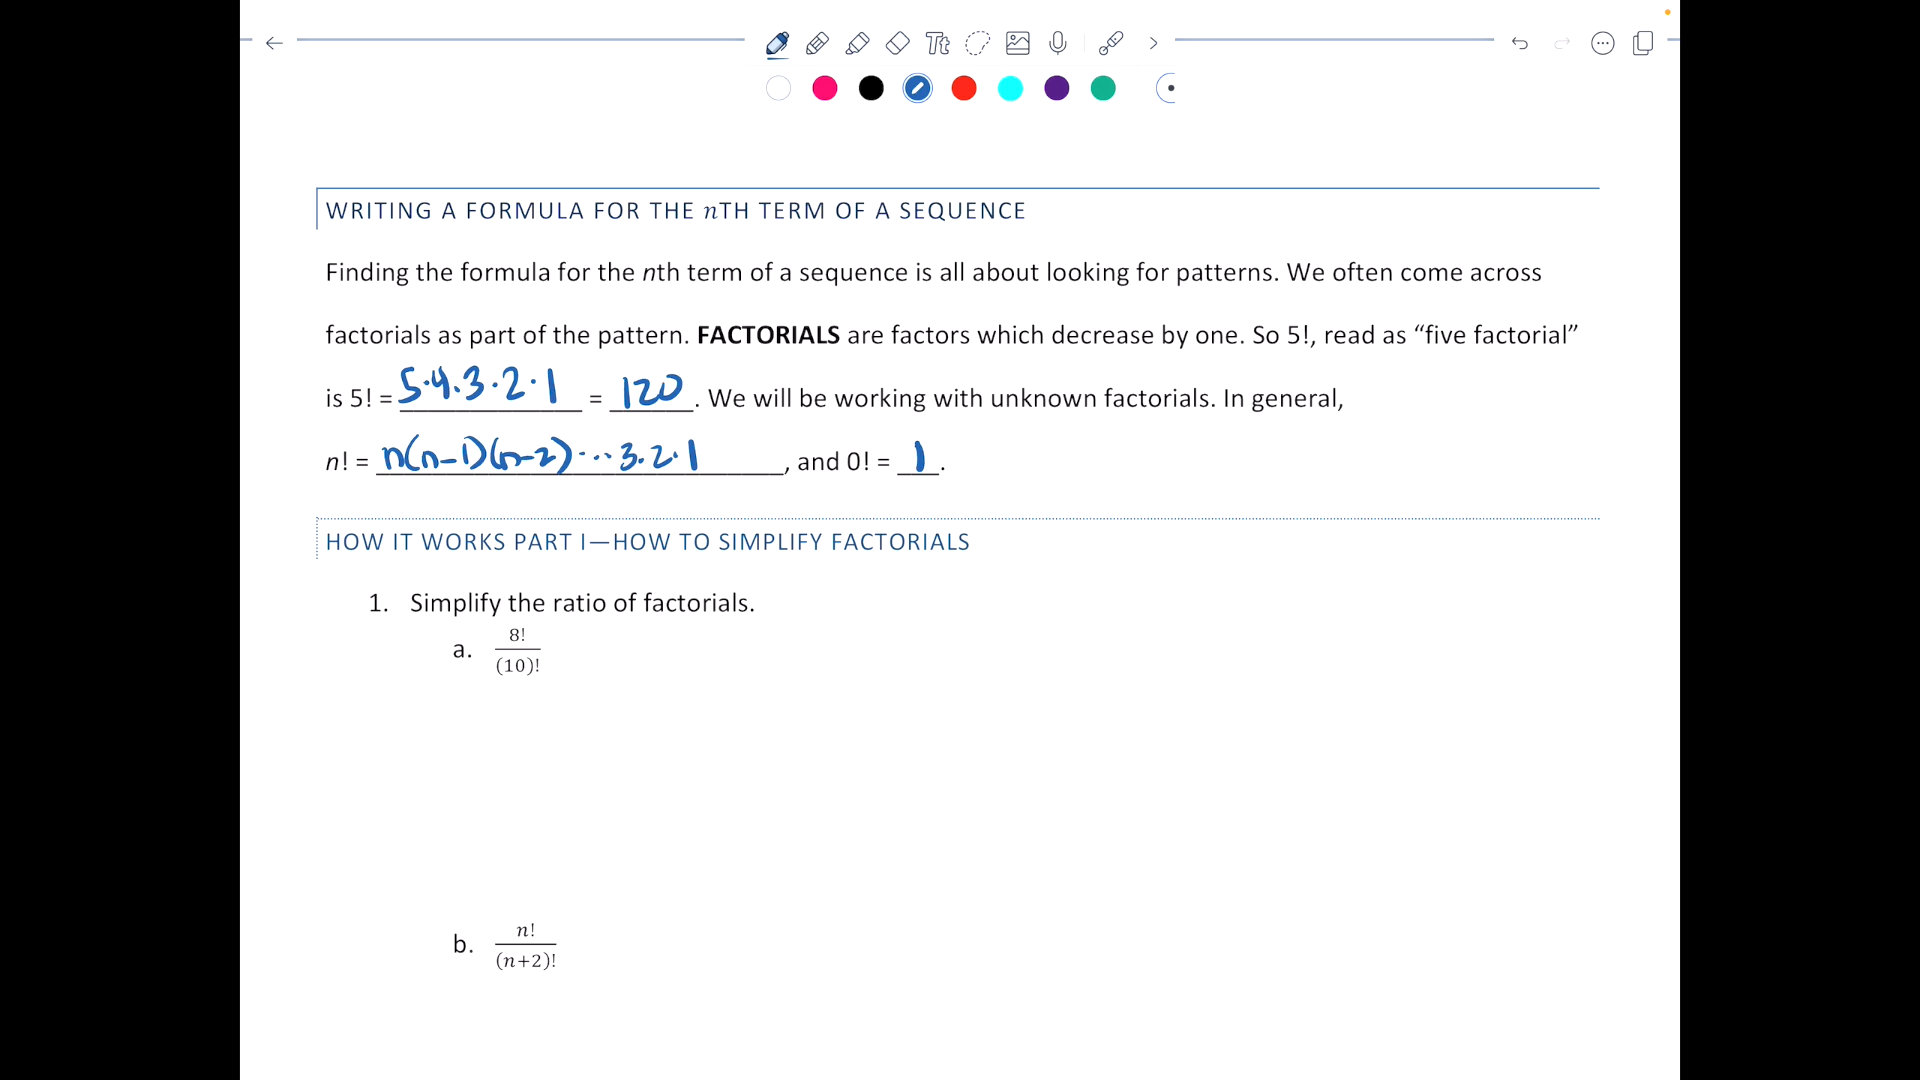 Tt
WRITING A FORMULA FOR THE nTH TERM OF A SEQUENCE
Finding the formula for the nth term of a sequence is all about looking for patterns. We often come across
factorials as part of the pattern. FACTORIALS are factors which decrease by one. So 5!, read as “five factorial”
is 5! = 5·4·3·2·1 = 120. We will be working with unknown factorials. In general,
n! = n(n-1)(n-2)···3·2·1, and 0! = 1.
HOW IT WORKS PART I—HOW TO SIMPLIFY FACTORIALS
1. Simplify the ratio of factorials.
a. 8!/(10)!
b. n!/(n+2)!